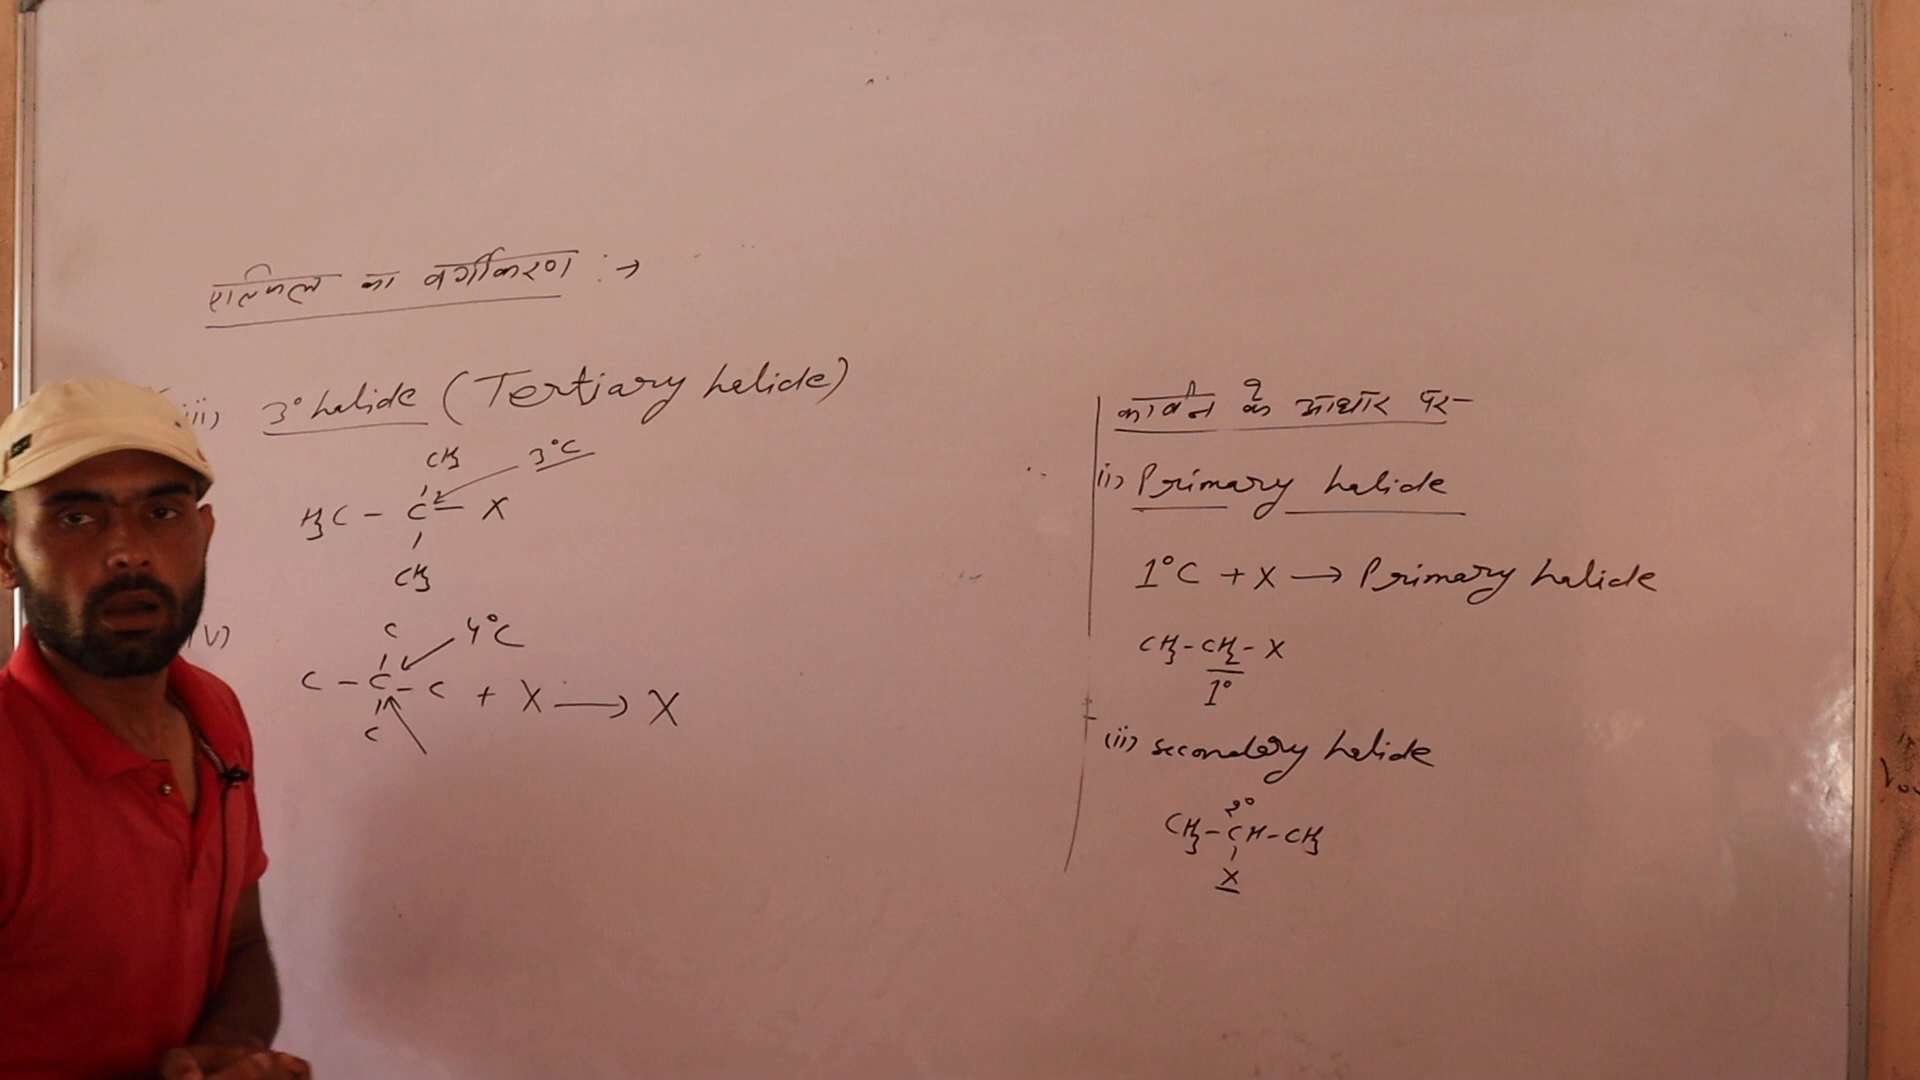 एल्किल का वर्गीकरण :→
(iii) 3° halide (Tertiary halide)
CH3
3°C
H3C - C - X
CH3
(V)
C
4°C
C - C - C + X → X
C
कार्बन के आधार पर -
(i) Primary halide
1°C + X → Primary halide
CH3-CH2-X
1°
(ii) secondary halide
2°
CH3-CH-CH3
X